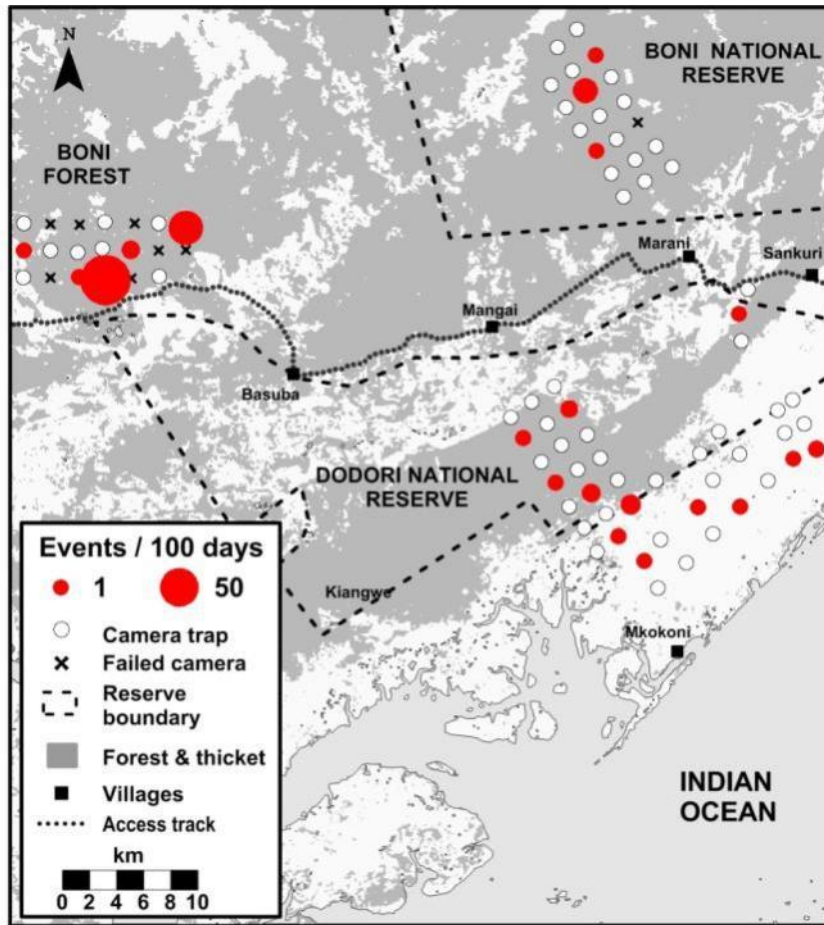 N
BONI NATIONAL
RESERVE
BONI
FOREST
Marani
Sankuri
Mangai
Basuba
DODORI NATIONAL
RESERVE
Kiangwe
Mkokoni
INDIAN
OCEAN
Events / 100 days
1 50
Camera trap
Failed camera
Reserve
boundary
Forest & thicket
Villages
Access track
km
0 2 4 6 8 10